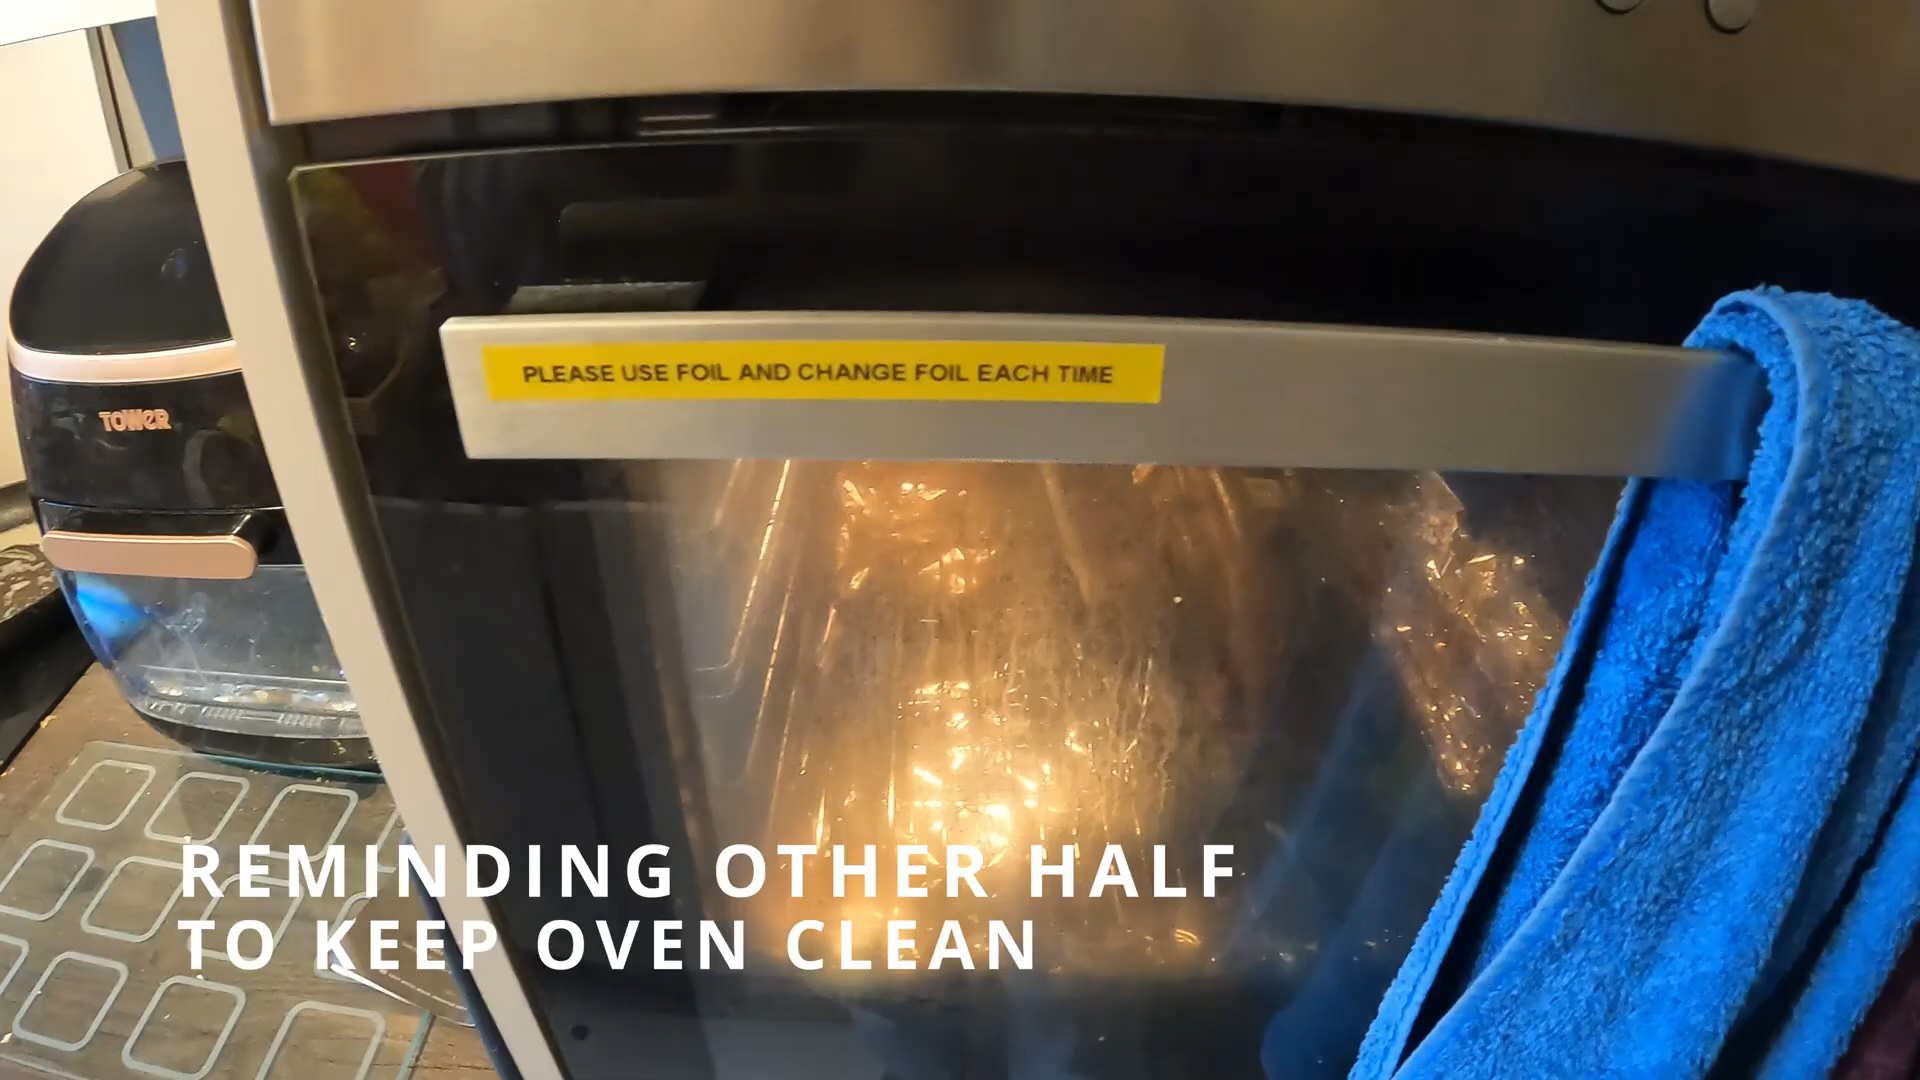 TOWER
PLEASE USE FOIL AND CHANGE FOIL EACH TIME
REMINDING OTHER HALF
TO KEEP OVEN CLEAN